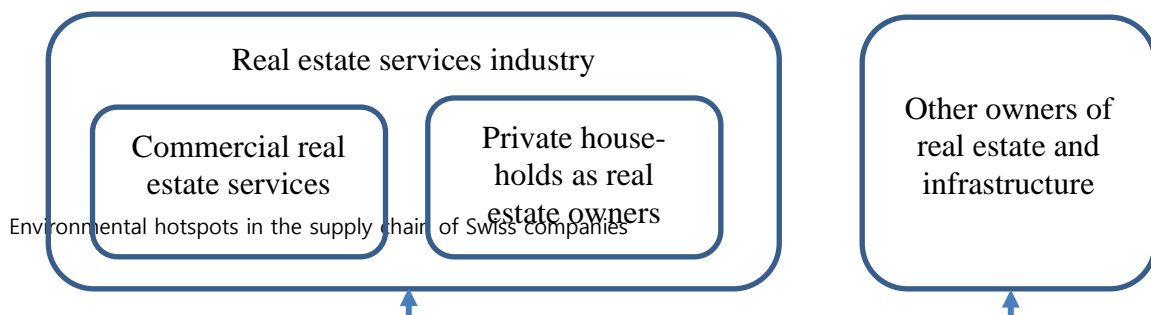 Real estate services industry
Commercial real
estate services
Private house-
holds as real
estate owners
Other owners of
real estate and
infrastructure
Environmental hotspots in the supply chain of Swiss companies